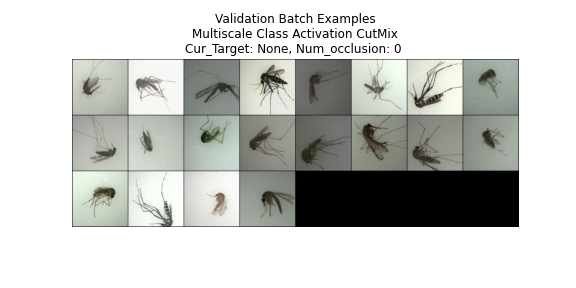 Validation Batch Examples
Multiscale Class Activation CutMix
Cur_Target: None, Num_occlusion: 0